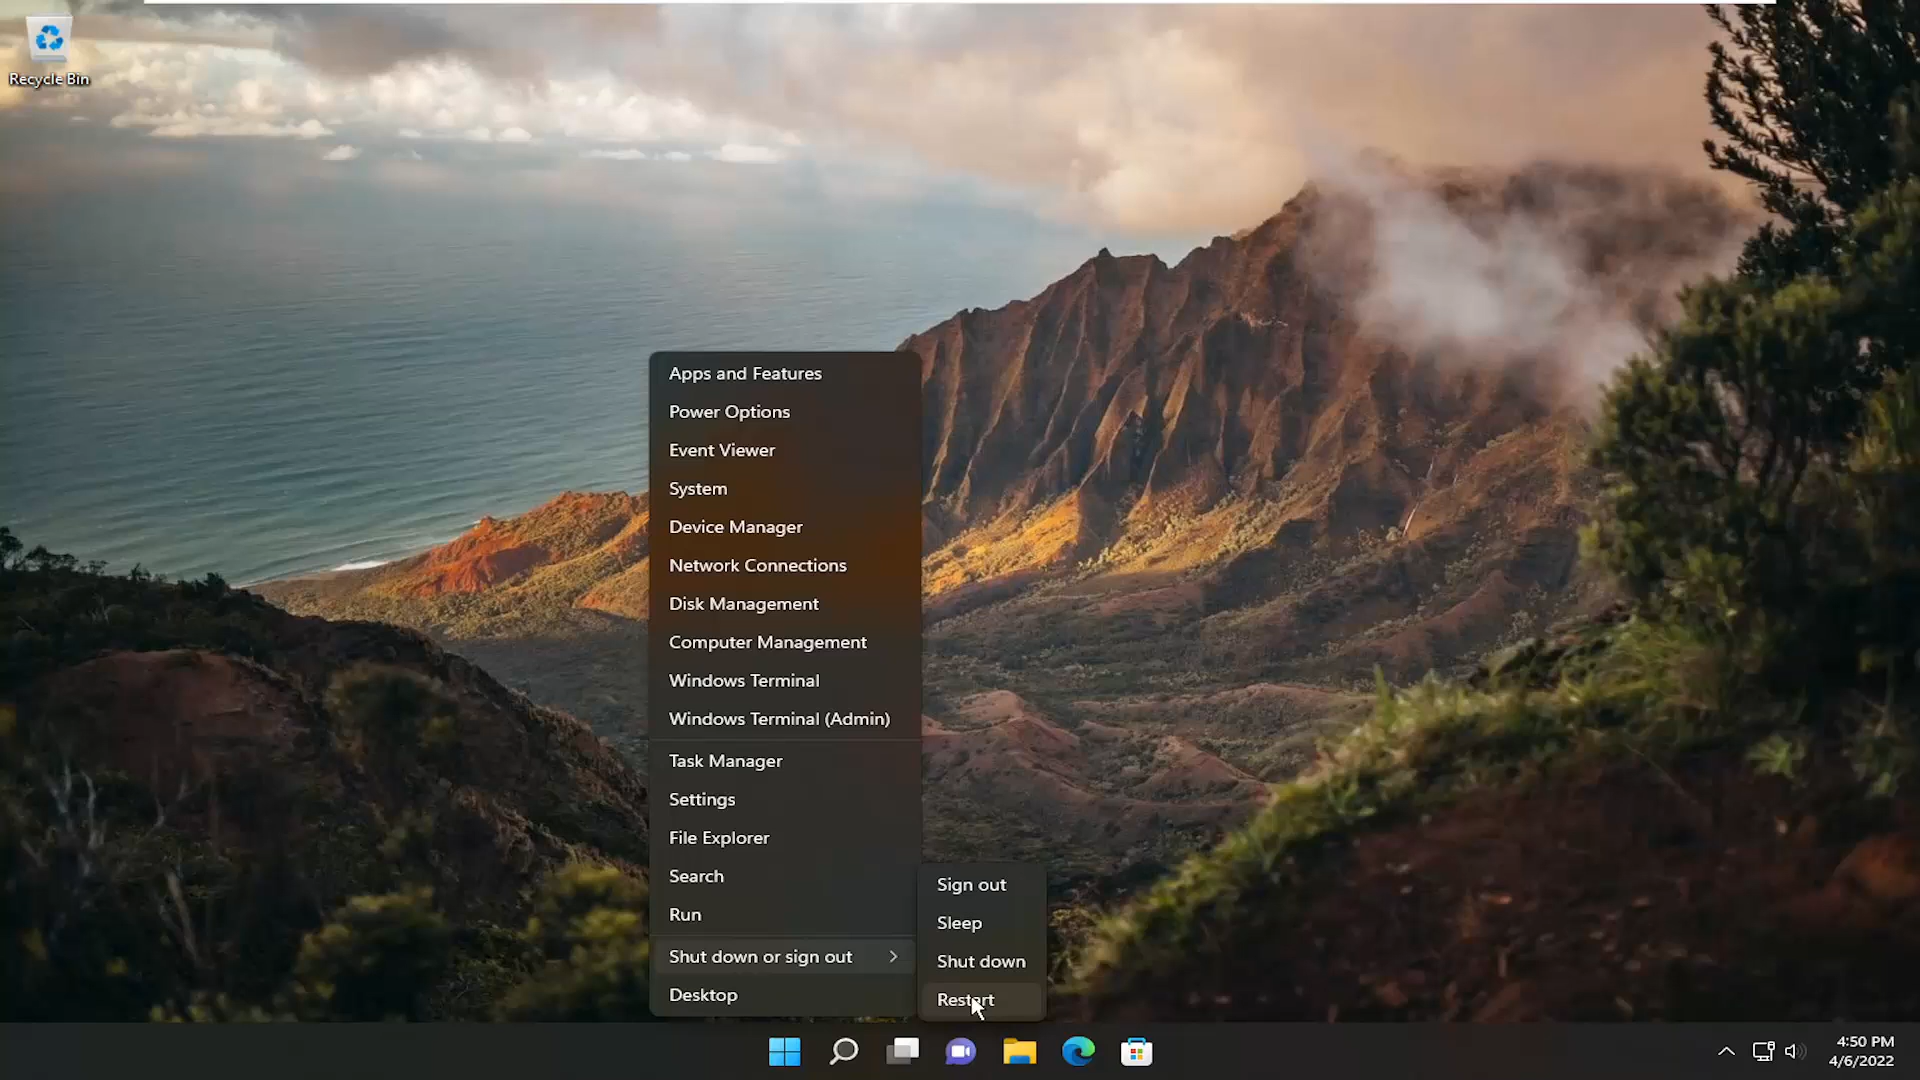 Recycle Bin
Apps and Features
Power Options
Event Viewer
System
Device Manager
Network Connections
Disk Management
Computer Management
Windows Terminal
Windows Terminal (Admin)
Task Manager
Settings
File Explorer
Search
Run
Shut down or sign out
Desktop
Sign out
Sleep
Shut down
Restart
4:50 PM
4/6/2022